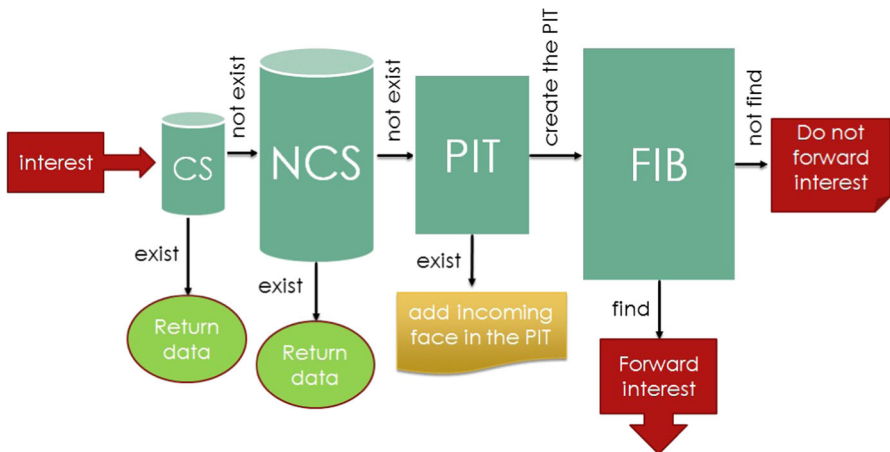 interest
CS
not exist
NCS
not exist
PIT
create the PIT
FIB
not find
Do not
forward
interest
exist
Return
data
exist
Return
data
exist
add incoming
face in the PIT
find
Forward
interest